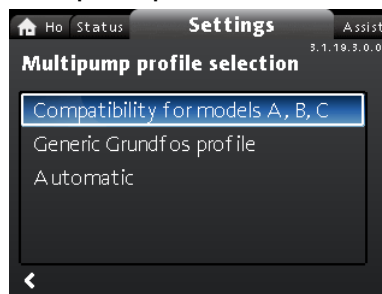 Ho Status Settings Assist
3.1.19.3.0.0
Multipump profile selection
Compatibility for models A, B, C
Generic Grundfos profile
Automatic